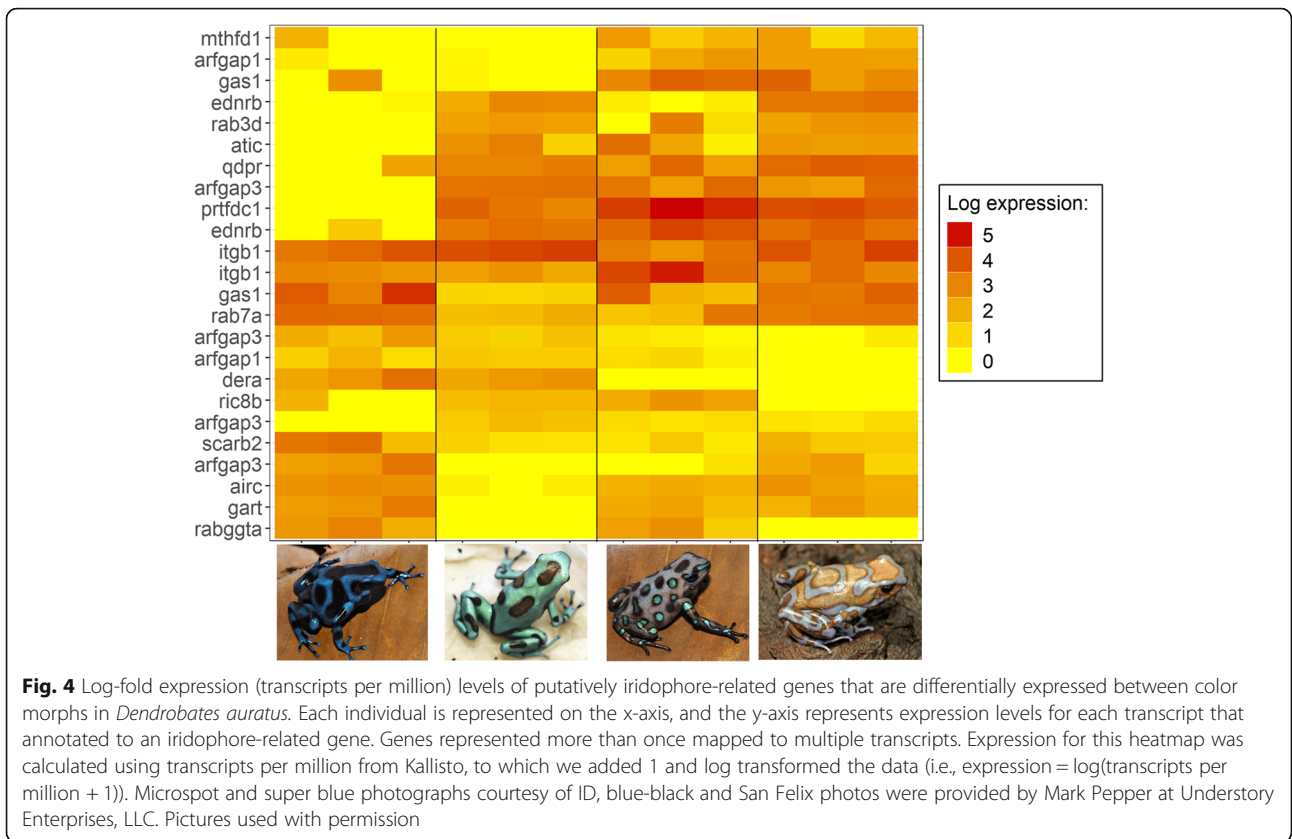 mthfd1
arfgap1
gas1
ednrb
rab3d
atic
qdpr
arfgap3
prtfdc1
ednrb
itgb1
itgb1
gas1
rab7a
arfgap3
arfgap1
dera
ric8b
arfgap3
scarb2
arfgap3
airc
gart
rabggta
Log expression:
5
4
3
2
1
0
Fig. 4 Log-fold expression (transcripts per million) levels of putatively iridophore-related genes that are differentially expressed between color
morphs in Dendrobates auratus. Each individual is represented on the x-axis, and the y-axis represents expression levels for each transcript that
annotated to an iridophore-related gene. Genes represented more than once mapped to multiple transcripts. Expression for this heatmap was
calculated using transcripts per million from Kallisto, to which we added 1 and log transformed the data (i.e., expression = log(transcripts per
million + 1)). Microspot and super blue photographs courtesy of ID, blue-black and San Felix photos were provided by Mark Pepper at Understory
Enterprises, LLC. Pictures used with permission